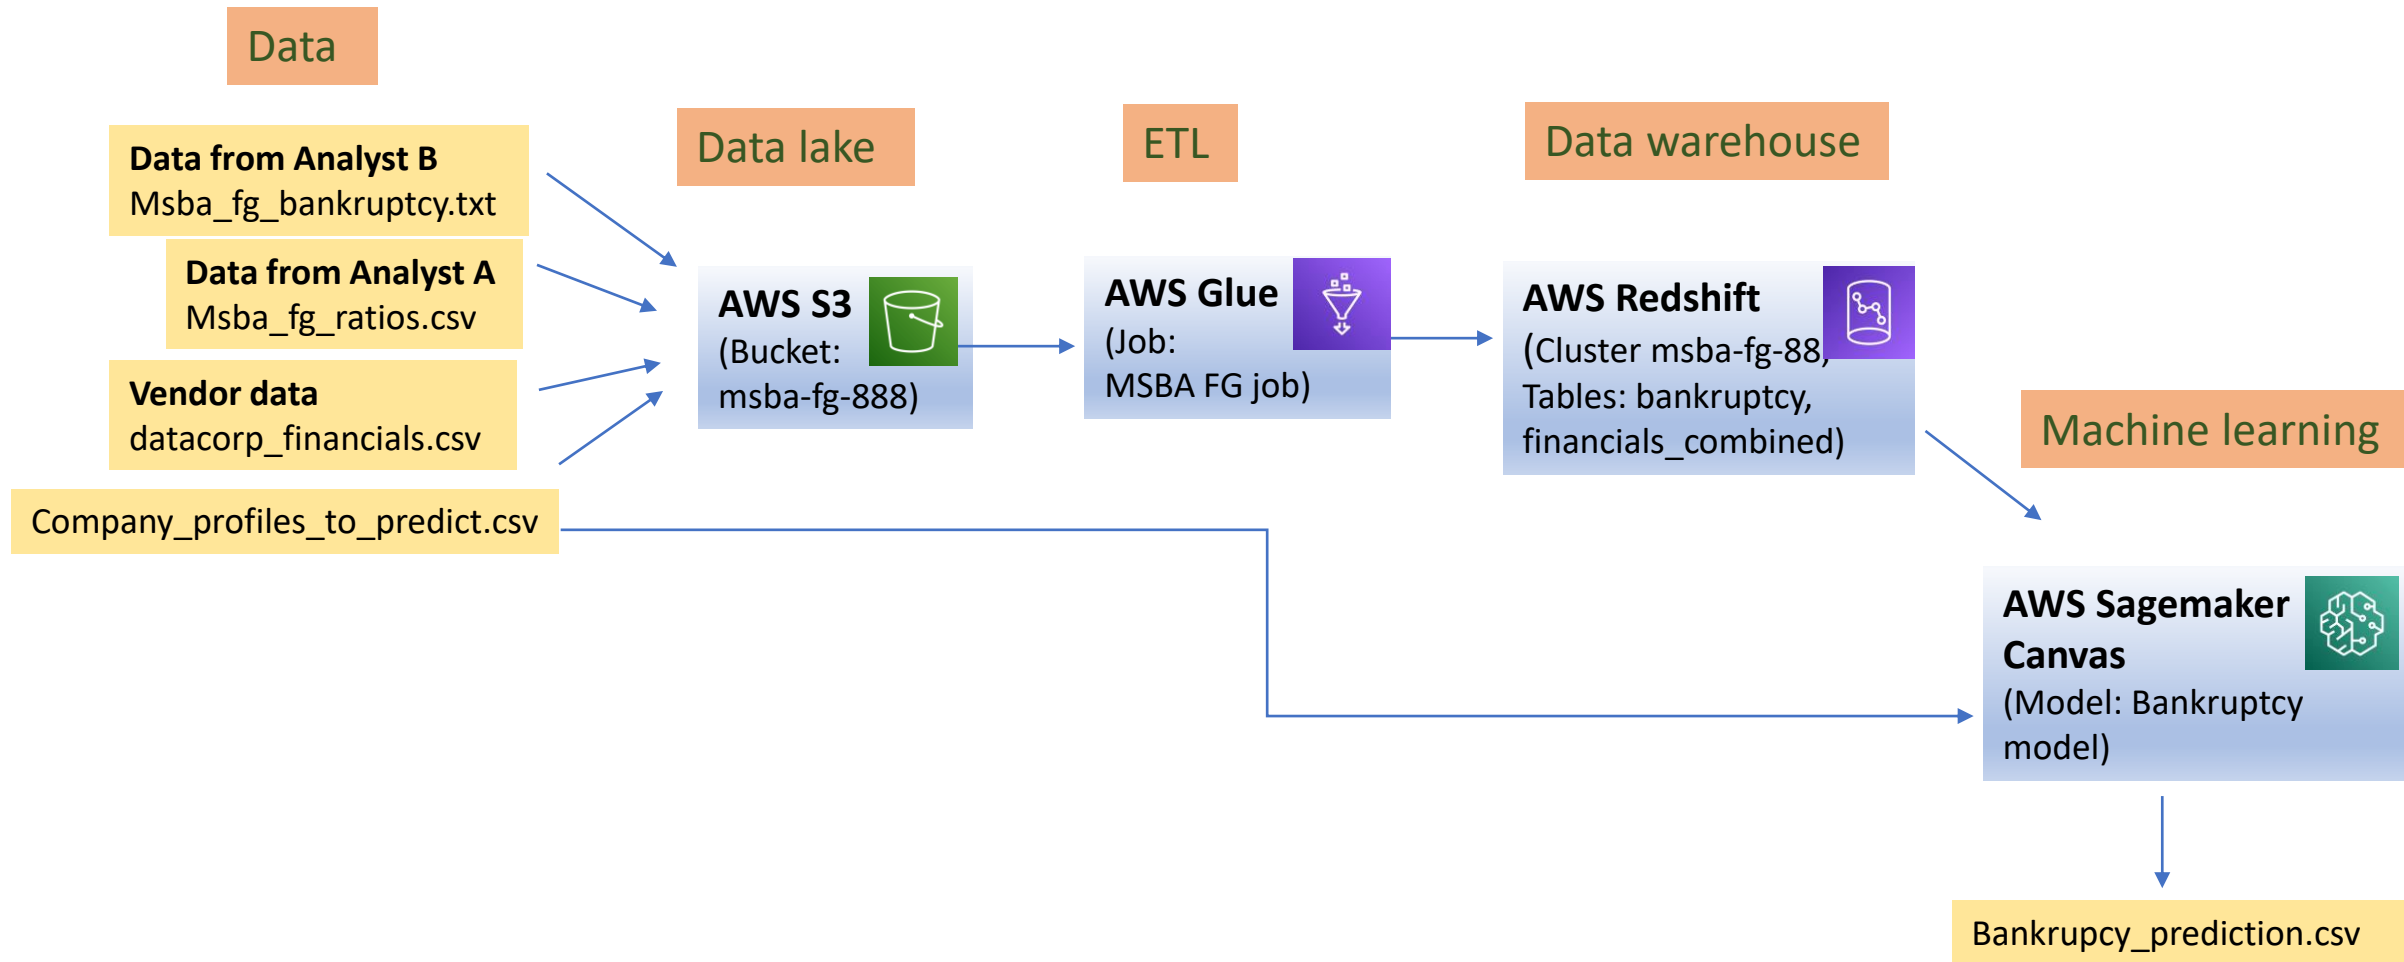 Data
Data from Analyst B
Msba_fg_bankruptcy.txt
Data from Analyst A
Msba_fg_ratios.csv
Vendor data
datacorp_financials.csv
Company_profiles_to_predict.csv
Data lake
AWS S3
(Bucket:
msba-fg-888)
ETL
AWS Glue
(Job:
MSBA FG job)
Data warehouse
AWS Redshift
(Cluster msba-fg-88,
Tables: bankruptcy,
financials_combined)
Machine learning
AWS Sagemaker
Canvas
(Model: Bankruptcy
model)
Bankrupcy_prediction.csv